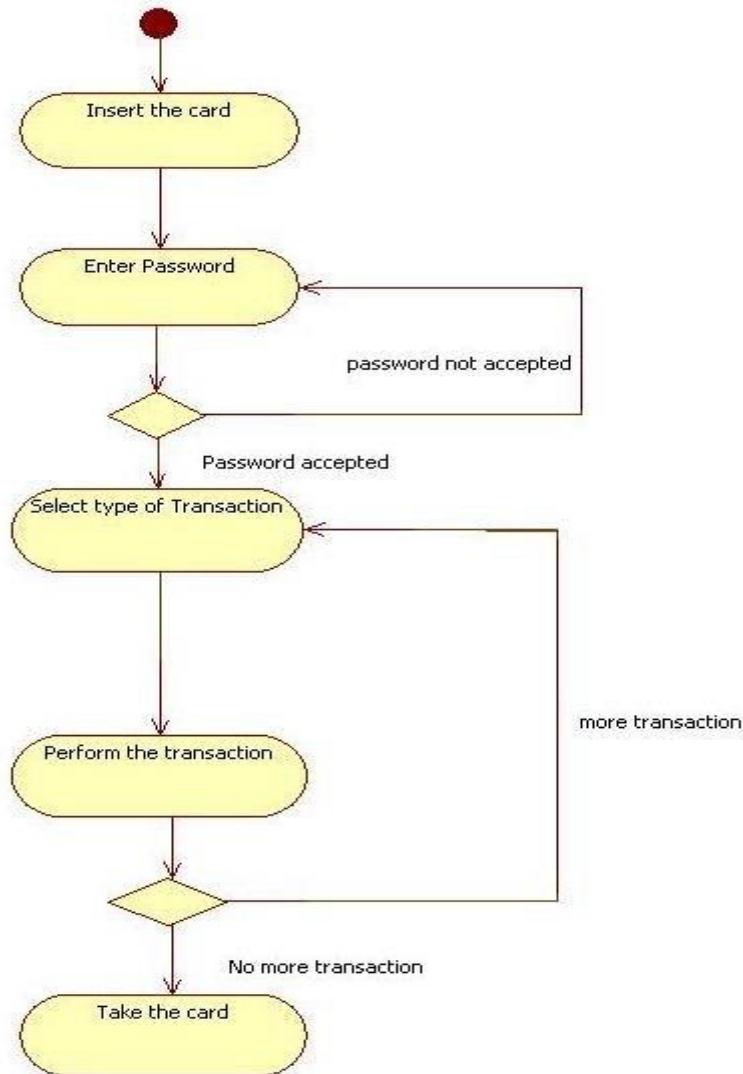 Insert the card
Enter Password
password not accepted
Password accepted
Select type of Transaction
more transaction
Perform the transaction
No more transaction
Take the card